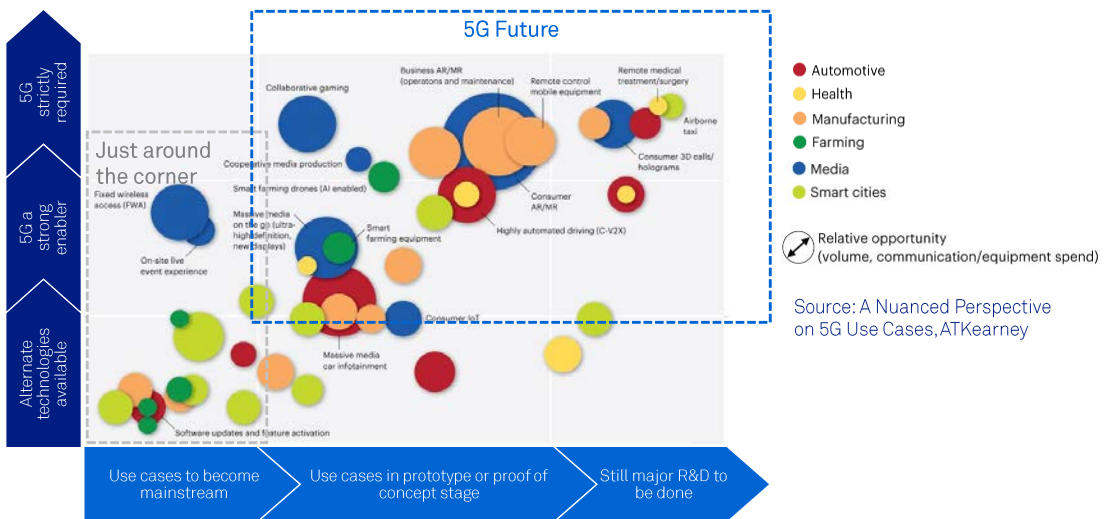 5G Future
5G
strictly
required
5G a
strong
enabler
Alternate
technologies
available
Just around
the corner
Collaborative gaming
Business AR/MR
(operatons and maintenance)
Remote control
mobile equipment
Remote medical
treatment/surgery
Airborne
taxi
Cooperative media production
Consumer 3D calls/
holograms
Smart farming drones (AI enabled)
Fixed wireless
access (FWA)
Consumer
AR/MR
Massive media
on the go (ultra-
high definition,
new displays)
Smart
farming equipment
Highly automated driving (C-V2X)
On-site live
event experience
Consumer IoT
Massive media
car infotainment
Software updates and feature activation
Automotive
Health
Manufacturing
Farming
Media
Smart cities
Relative opportunity
(volume, communication/equipment spend)
Source: A Nuanced Perspective
on 5G Use Cases, ATKearney
Use cases to become
mainstream
Use cases in prototype or proof of
concept stage
Still major R&D to
be done